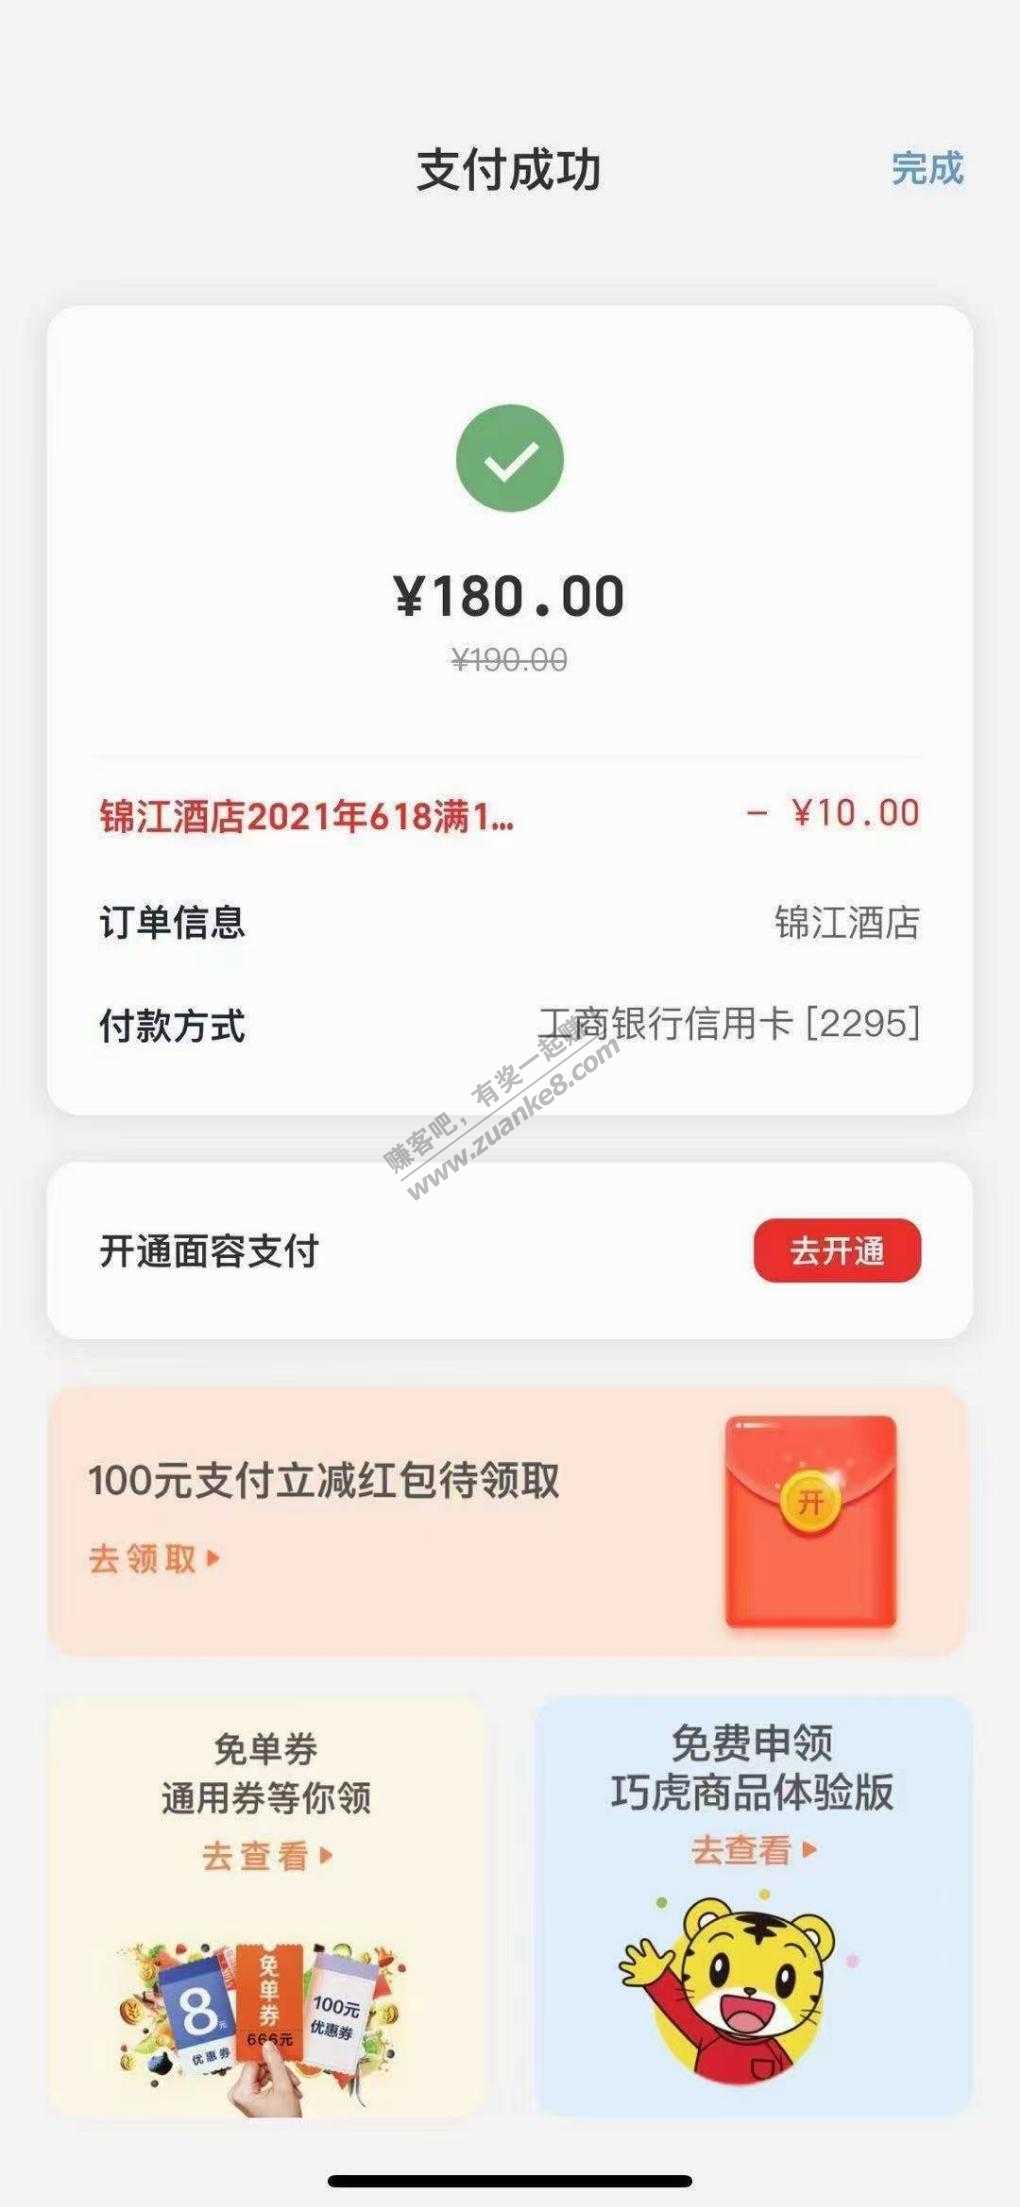 支付成功
完成
¥180.00
¥190.00
锦江酒店2021年618满1...
- ¥10.00
订单信息
锦江酒店
付款方式
工商银行信用卡 [2295]
赚客吧，有奖一起赚
www.zuanke8.com
开通面容支付
去开通
100元支付立减红包待领取
去领取
开
免单券
通用券等你领
去查看
8元
优惠券
免单券
666元
100元
优惠券
免费申领
巧虎商品体验版
去查看